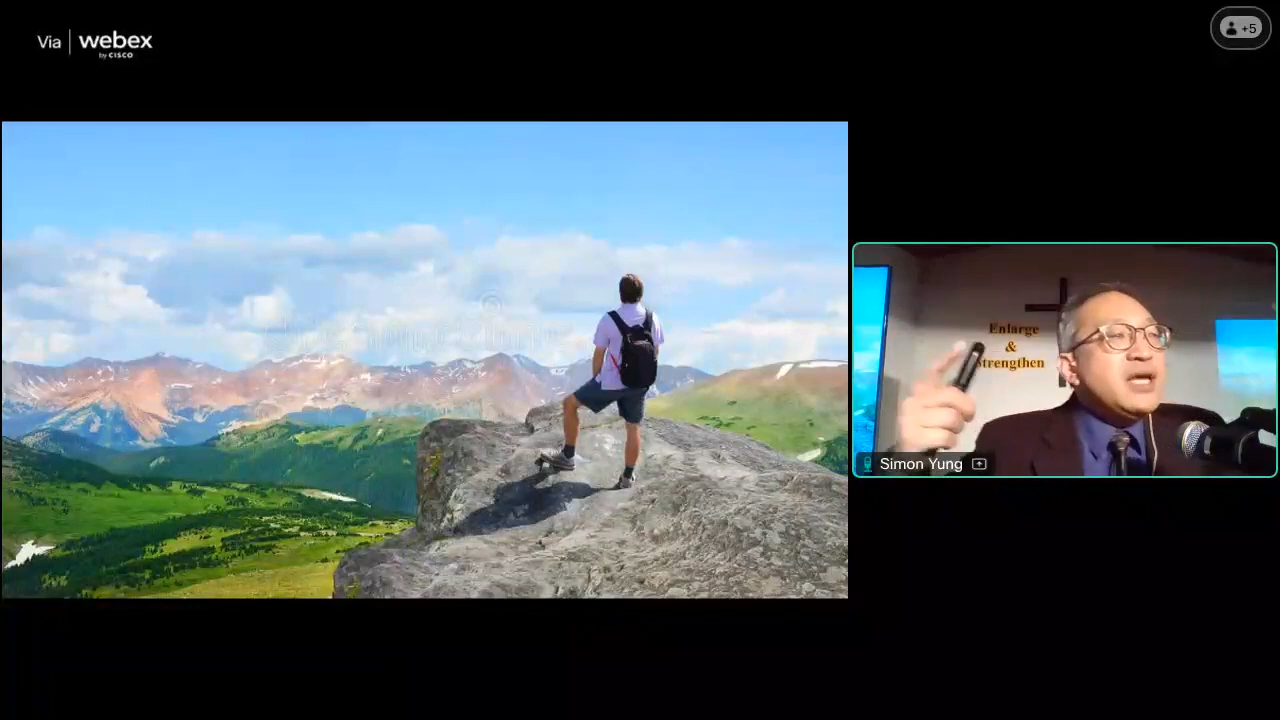 Via | webex
by CISCO
+5
Enlarge
&
Strengthen
Simon Yung